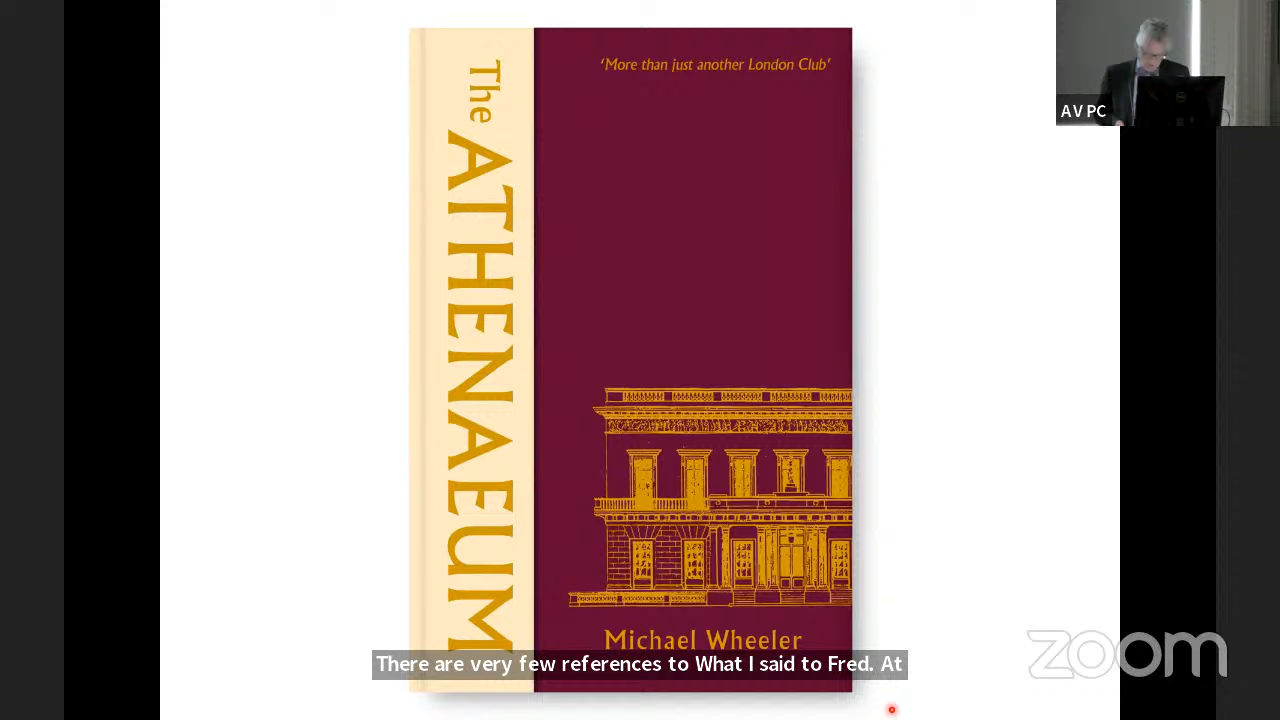 'More than just another London Club'
The ATHENAEUM
Michael Wheeler
There are very few references to What I said to Fred. At
AV PC
zoom